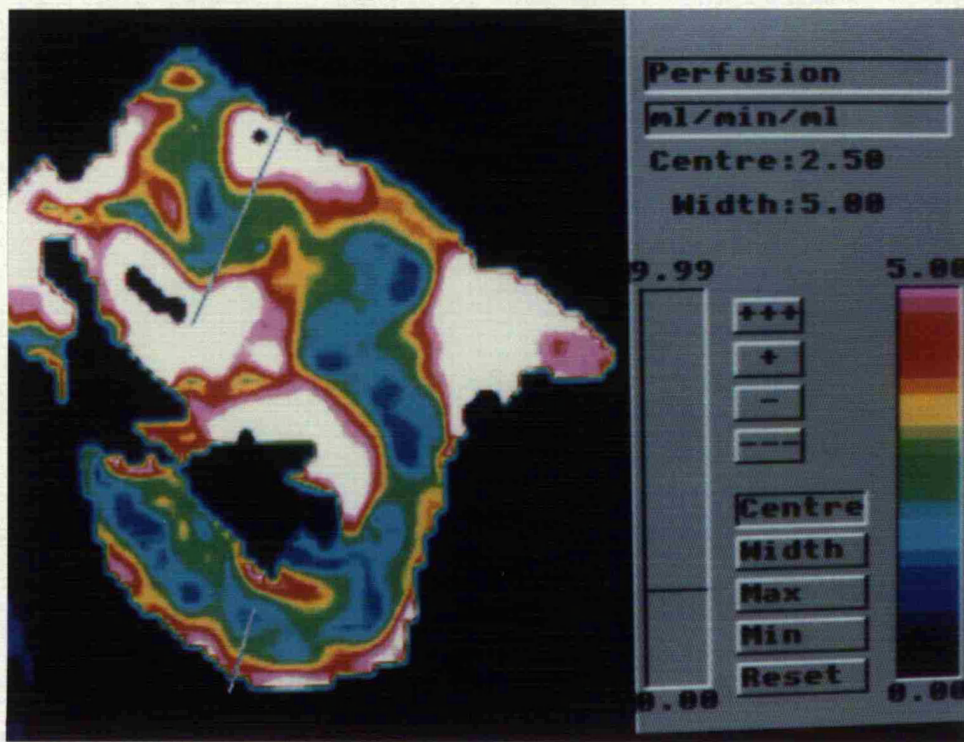 Perfusion
ml/min/ml
Centre:2.50
Width:5.00
9.99
5.00
+++
+
-
---
Centre
Width
Max
Min
Reset
0.00
0.00